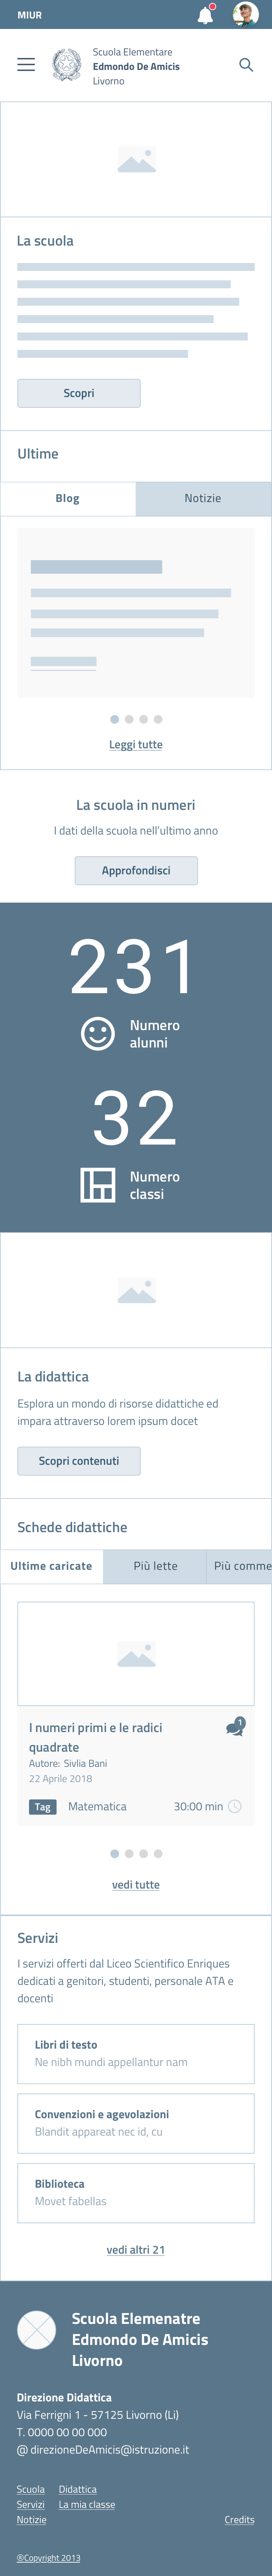 MIUR
Scuola Elementare
Edmondo De Amicis
Livorno
La scuola
Scopri
Ultime
Blog Notizie
Leggi tutte
La scuola in numeri
I dati della scuola nell'ultimo anno
Approfondisci
231
Numero
alunni
32
Numero
classi
La didattica
Esplora un mondo di risorse didattiche ed
impara attraverso lorem ipsum docet
Scopri contenuti
Schede didattiche
Ultime caricate Più lette Più comme
1
I numeri primi e le radici
quadrate
Autore: Sivlia Bani
22 Aprile 2018
Tag Matematica 30:00 min
vedi tutte
Servizi
I servizi offerti dal Liceo Scientifico Enriques
dedicati a genitori, studenti, personale ATA e
docenti
Libri di testo
Ne nibh mundi appellantur nam
Convenzioni e agevolazioni
Blandit appareat nec id, cu
Biblioteca
Movet fabellas
vedi altri 21
Scuola Elemenatre
Edmondo De Amicis
Livorno
Direzione Didattica
Via Ferrigni 1 - 57125 Livorno (Li)
T. 0000 00 00 000
@ direzioneDeAmicis@istruzione.it
Scuola Didattica
Servizi La mia classe
Notizie Credits
®Copyright 2013